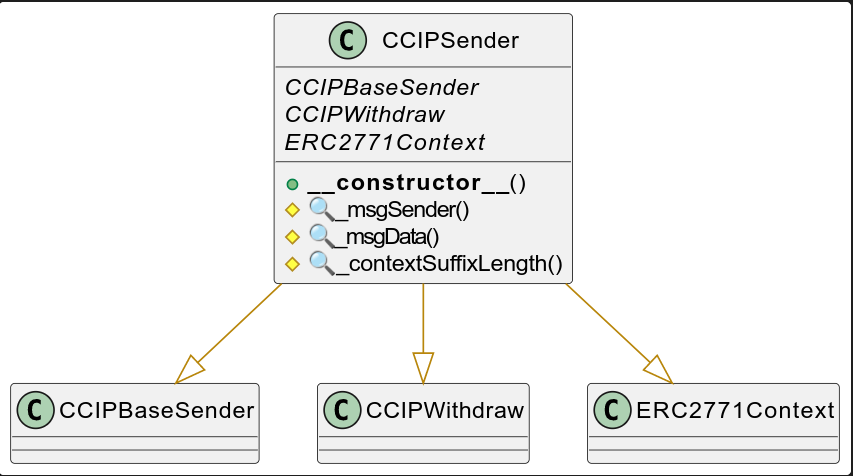 C CCIPSender
CCIPBaseSender
CCIPWithdraw
ERC2771Context
__constructor__()
_msgSender()
_msgData()
_contextSuffixLength()
C CCIPBaseSender C CCIPWithdraw C ERC2771Context